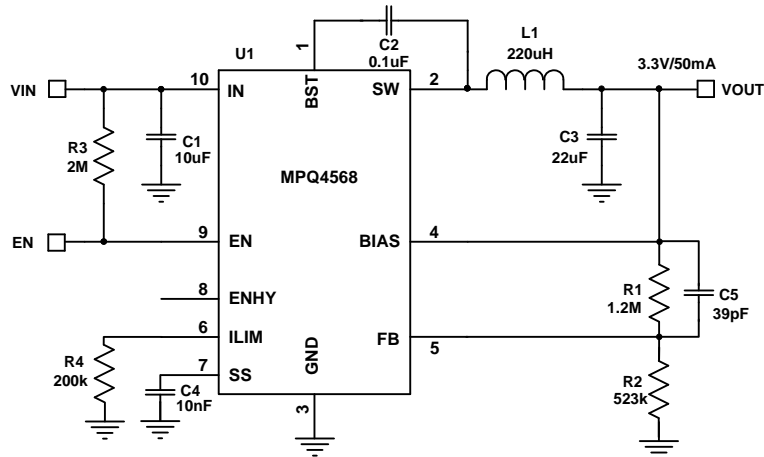 C2
0.1uF
L1
220uH
U1
1
3.3V/50mA
VIN
10
IN
BST
SW
2
VOUT
R3
2M
C1
10uF
C3
22uF
MPQ4568
EN
9
EN
BIAS
4
R1
1.2M
C5
39pF
8
ENHY
6
ILIM
FB
5
R4
200k
7
SS
GND
C4
10nF
R2
523k
3